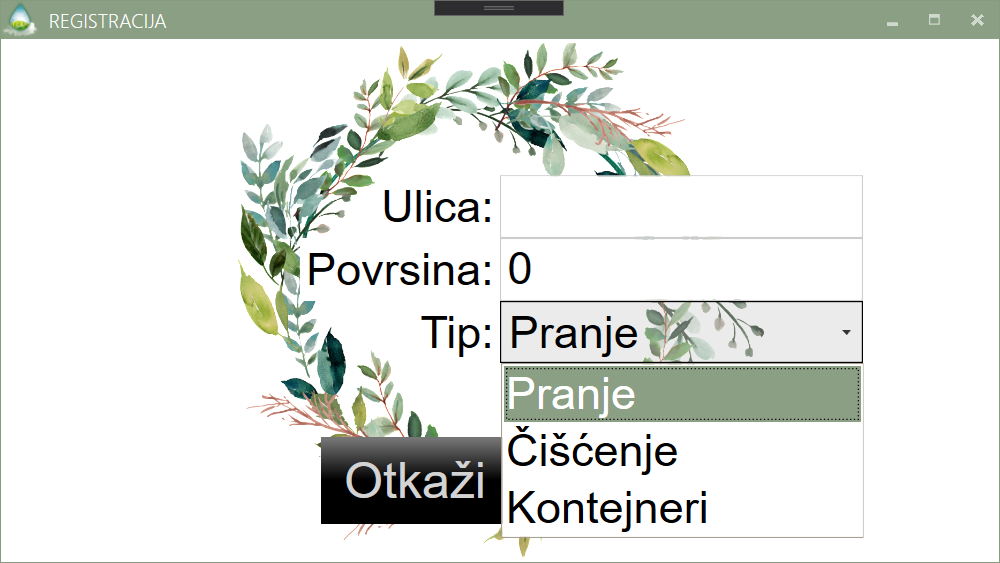 REGISTRACIJA
Ulica:
Povrsina: 0
Tip: Pranje
Pranje
Čišćenje
Kontejneri
Otkaži